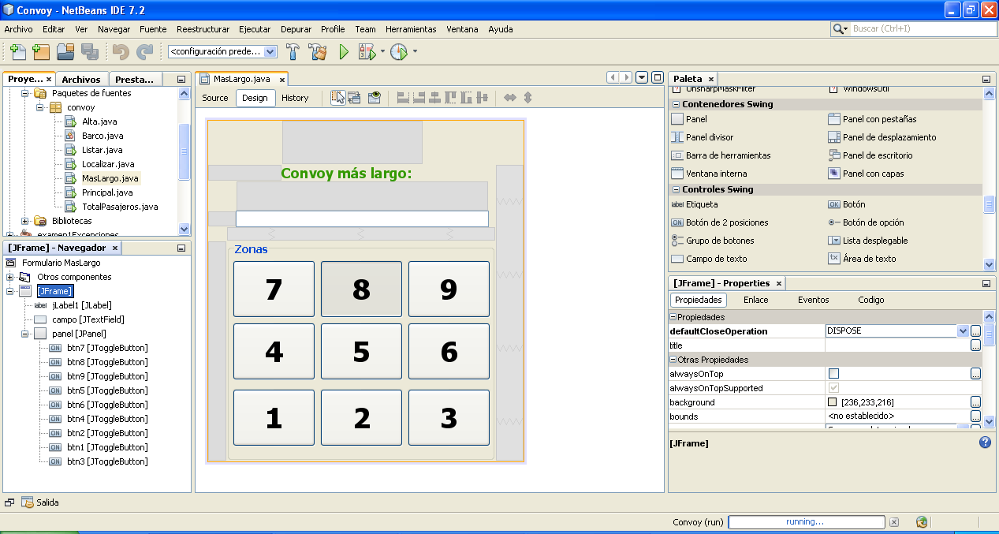 Convoy - NetBeans IDE 7.2
Archivo Editar Ver Navegar Fuente Reestructurar Ejecutar Depurar Profile Team Herramientas Ventana Ayuda
Buscar (Ctrl+I)
<configuración prede...
Proye... Archivos Presta...
Paquetes de fuentes
convoy
Alta.java
Barco.java
Listar.java
Localizar.java
MasLargo.java
Principal.java
TotalPasajeros.java
Bibliotecas
examen1Excenciones
[JFrame] - Navegador
Formulario MasLargo
Otros componentes
[JFrame]
label jLabel1 [JLabel]
campo [JTextField]
panel [JPanel]
ON btn7 [JToggleButton]
ON btn8 [JToggleButton]
ON btn9 [JToggleButton]
ON btn5 [JToggleButton]
ON btn6 [JToggleButton]
ON btn4 [JToggleButton]
ON btn2 [JToggleButton]
ON btn1 [JToggleButton]
ON btn3 [JToggleButton]
MasLargo.java
Source Design History
Convoy más largo:
Zonas
7 8 9
4 5 6
1 2 3
Paleta
UnsharpMaskFilter WindowsUtil
Contenedores Swing
Panel Panel con pestañas
Panel divisor Panel de desplazamiento
Barra de herramientas Panel de escritorio
Ventana interna Panel con capas
Controles Swing
label Etiqueta OK Botón
ON Botón de 2 posiciones Botón de opción
Grupo de botones Lista desplegable
Campo de texto tx Área de texto
[JFrame] - Properties
Propiedades Enlace Eventos Codigo
Propiedades
defaultCloseOperation DISPOSE
title
Otras Propiedades
alwaysOnTop
alwaysOnTopSupported
background [236,233,216]
bounds <no establecido>
[JFrame]
Salida
Convoy (run) running...